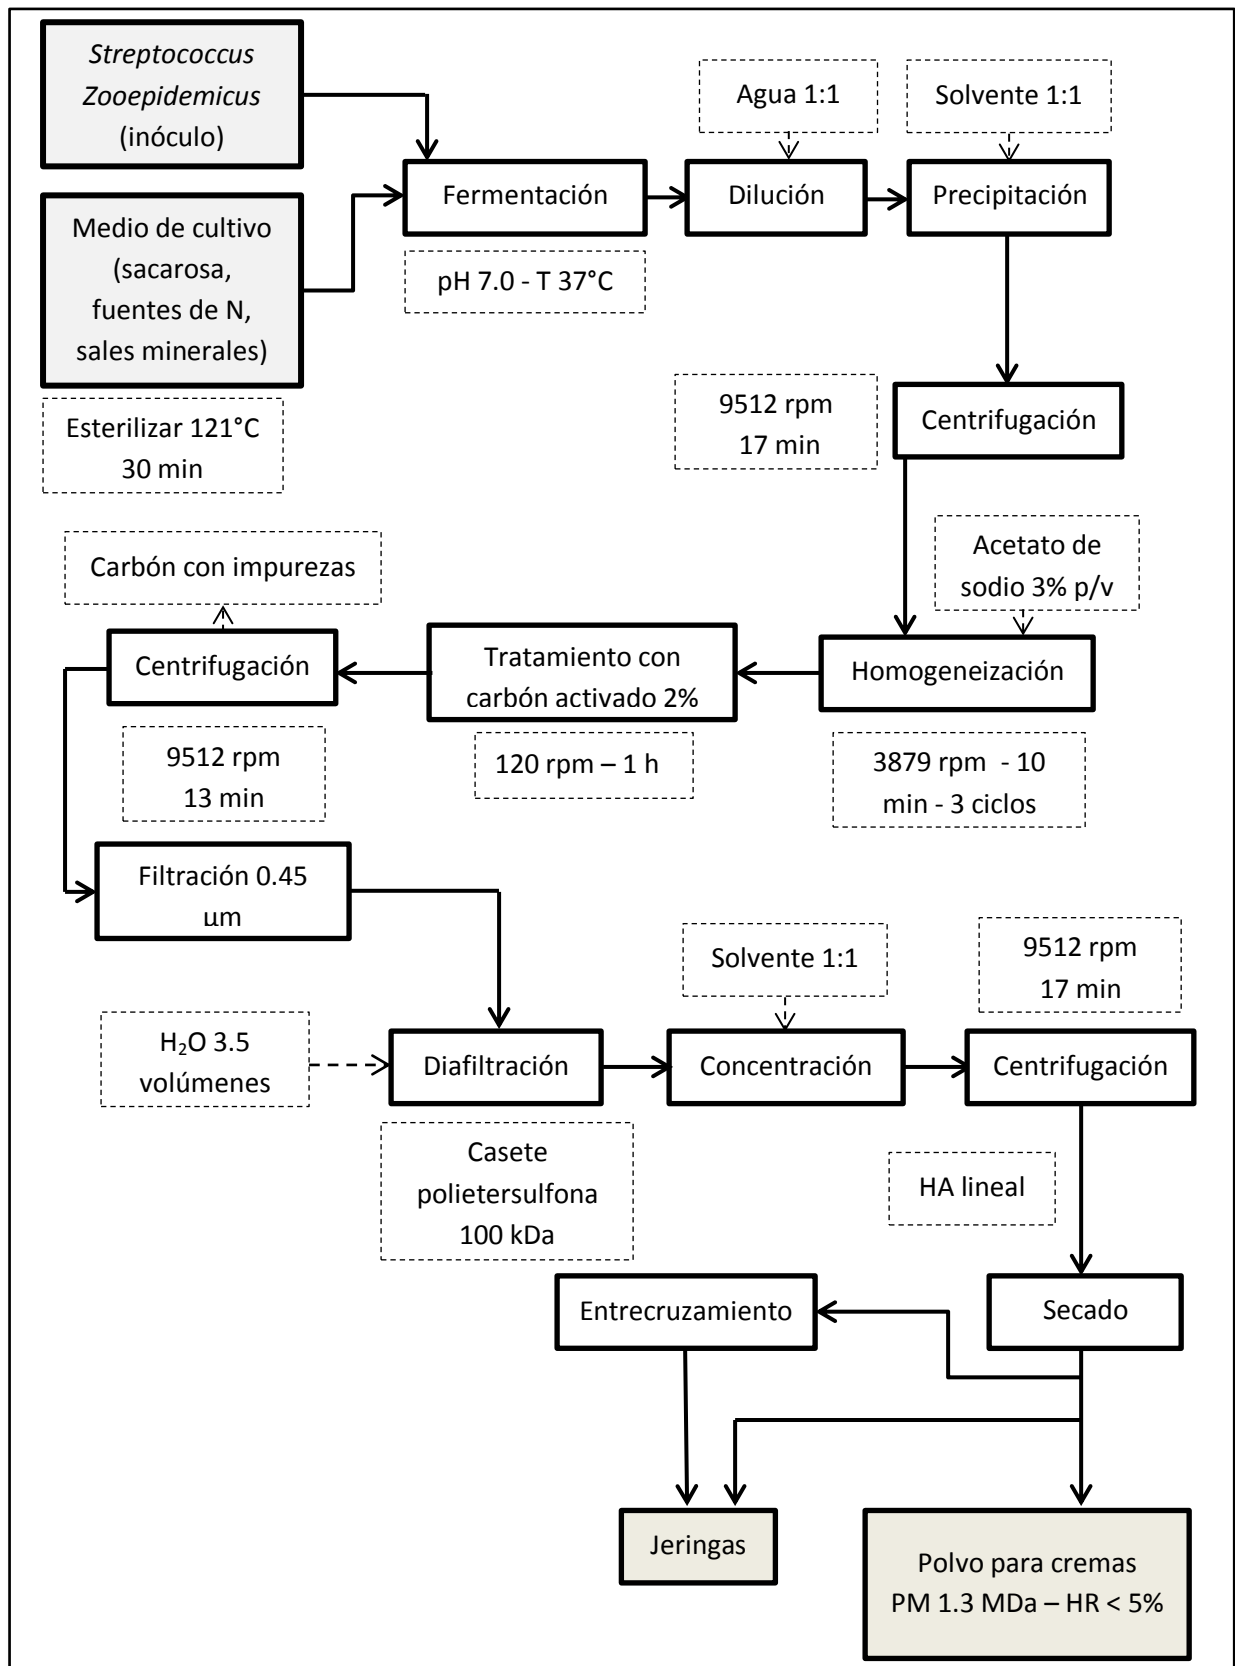 Streptococcus
Zooepidemicus
(inóculo)
Agua 1:1
Solvente 1:1
Fermentación
Dilución
Precipitación
Medio de cultivo
(sacarosa,
fuentes de N,
sales minerales)
pH 7.0 - T 37°C
Esterilizar 121°C
30 min
9512 rpm
17 min
Centrifugación
Carbón con impurezas
Acetato de
sodio 3% p/v
Centrifugación
Tratamiento con
carbón activado 2%
Homogeneización
9512 rpm
13 min
120 rpm – 1 h
3879 rpm - 10
min - 3 ciclos
Filtración 0.45
µm
Solvente 1:1
9512 rpm
17 min
H₂O 3.5
volúmenes
Diafiltración
Concentración
Centrifugación
Casete
polietersulfona
100 kDa
HA lineal
Entrecruzamiento
Secado
Jeringas
Polvo para cremas
PM 1.3 MDa – HR < 5%